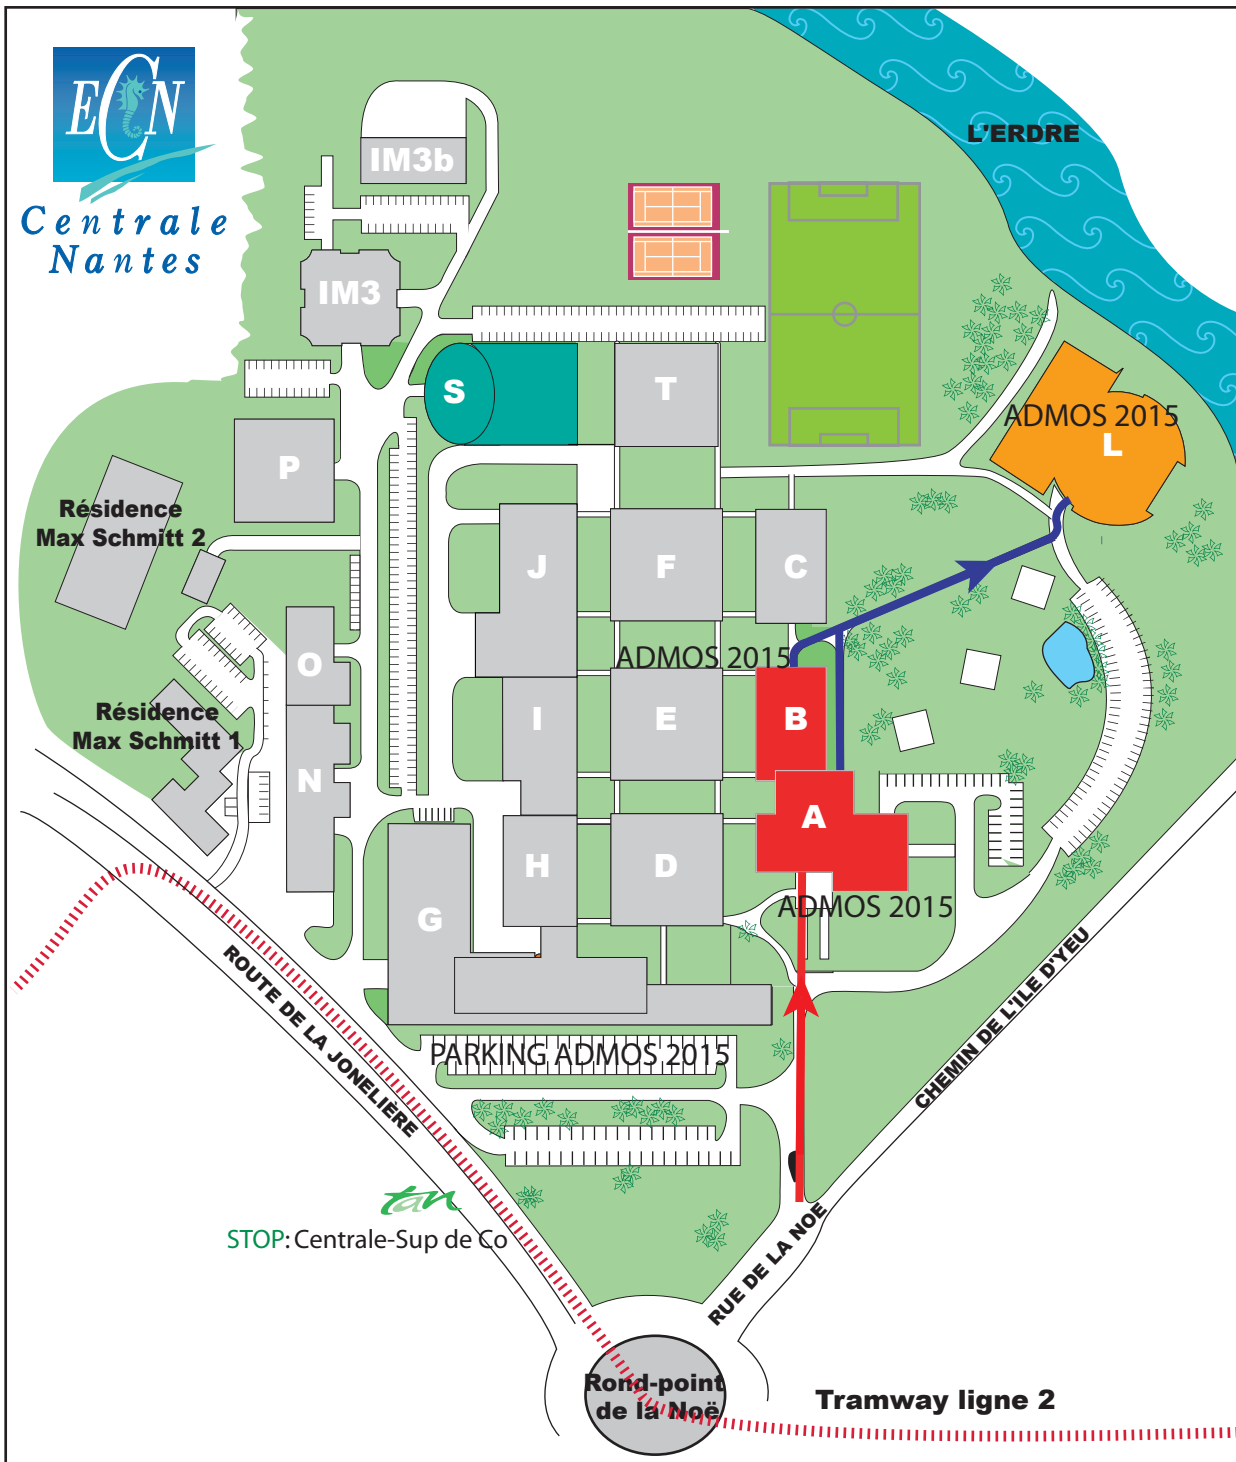 ECN
Centrale
Nantes
L'ERDRE
IM3b
IM3
S
T
ADMOS 2015
L
P
Résidence
Max Schmitt 2
J
F
C
O
ADMOS 2015
Résidence
Max Schmitt 1
I
E
B
N
A
H
D
G
ADMOS 2015
ROUTE DE LA JONELIÈRE
CHEMIN DE L'ILE D'YEU
PARKING ADMOS 2015
tan
STOP: Centrale-Sup de Co
RUE DE LA NOE
Rond-point
de la Noë
Tramway ligne 2